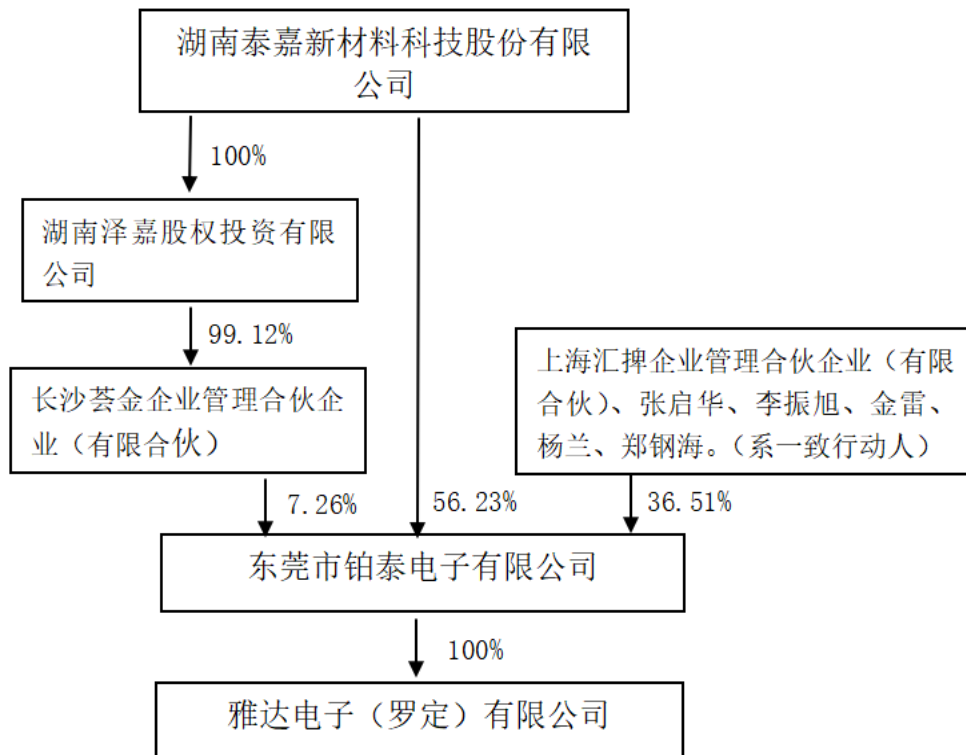 湖南泰嘉新材料科技股份有限
公司
100%
湖南泽嘉股权投资有限
公司
99.12%
长沙荟金企业管理合伙企
业（有限合伙）
上海汇捭企业管理合伙企业（有限
合伙）、张启华、李振旭、金雷、
杨兰、郑钢海。（系一致行动人）
7.26%
56.23%
36.51%
东莞市铂泰电子有限公司
100%
雅达电子（罗定）有限公司